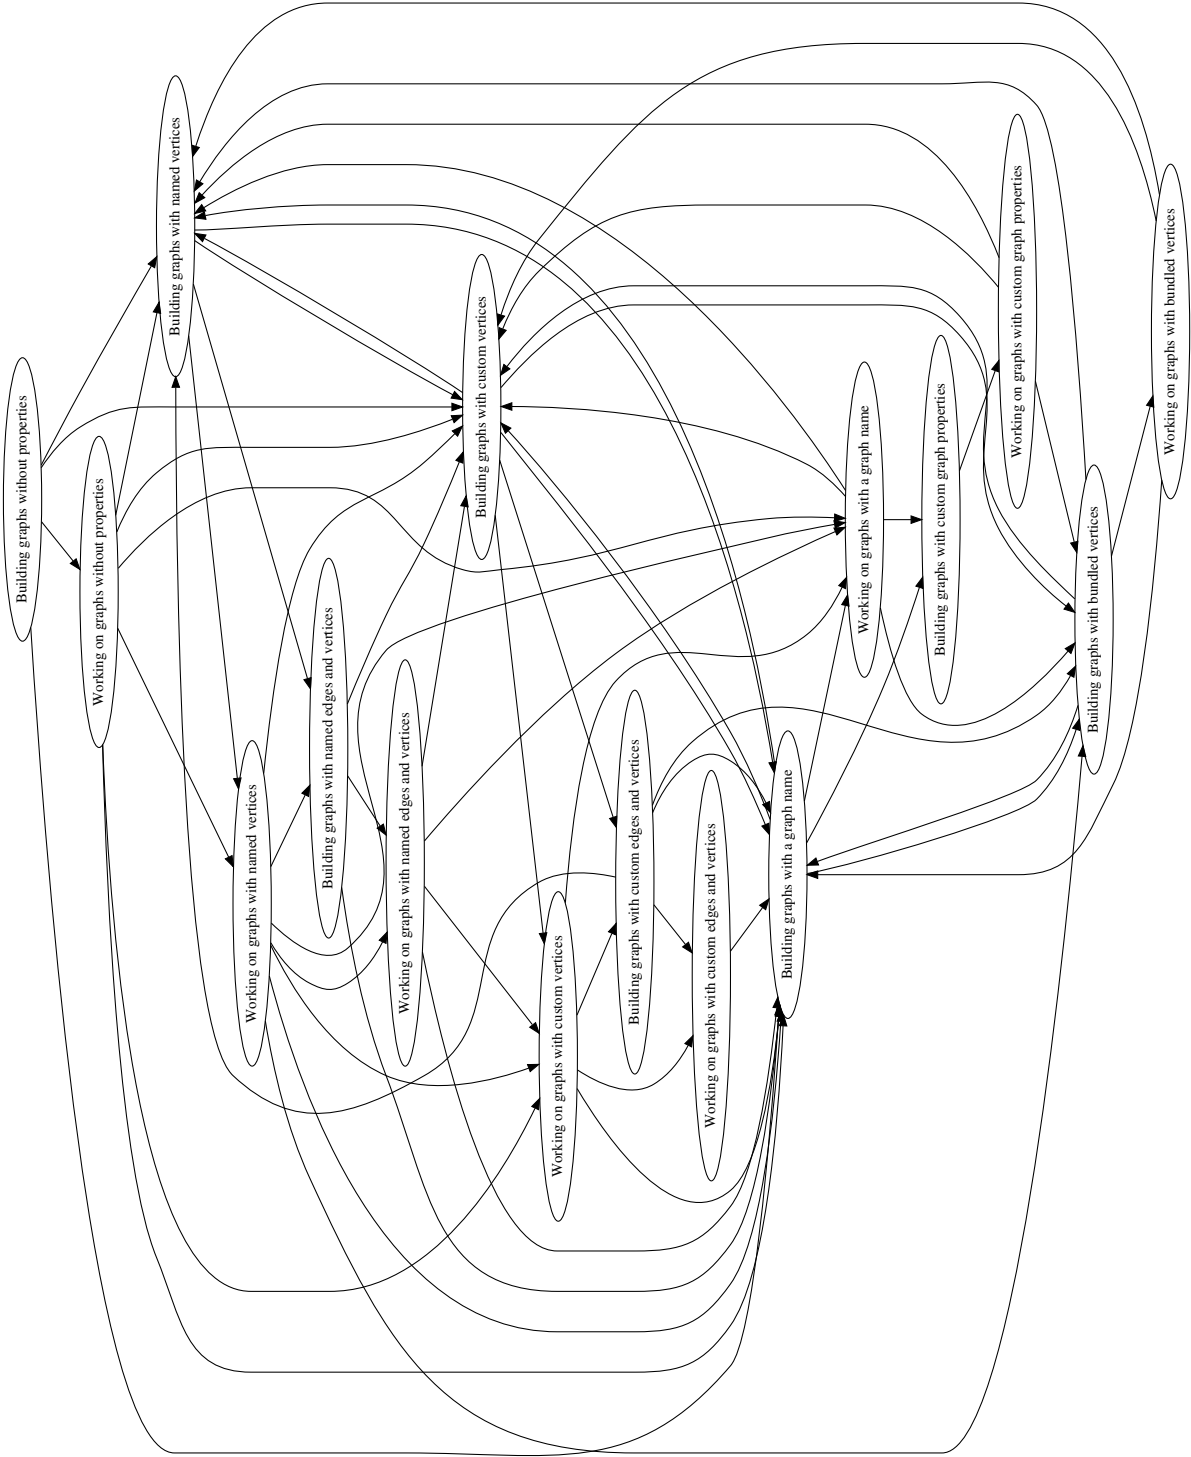 Building graphs without properties
Working on graphs without properties
Building graphs with named vertices
Working on graphs with named vertices
Building graphs with named edges and vertices
Working on graphs with named edges and vertices
Building graphs with custom vertices
Working on graphs with custom vertices
Building graphs with custom edges and vertices
Working on graphs with custom edges and vertices
Building graphs with a graph name
Working on graphs with a graph name
Building graphs with custom graph properties
Working on graphs with custom graph properties
Building graphs with bundled vertices
Working on graphs with bundled vertices